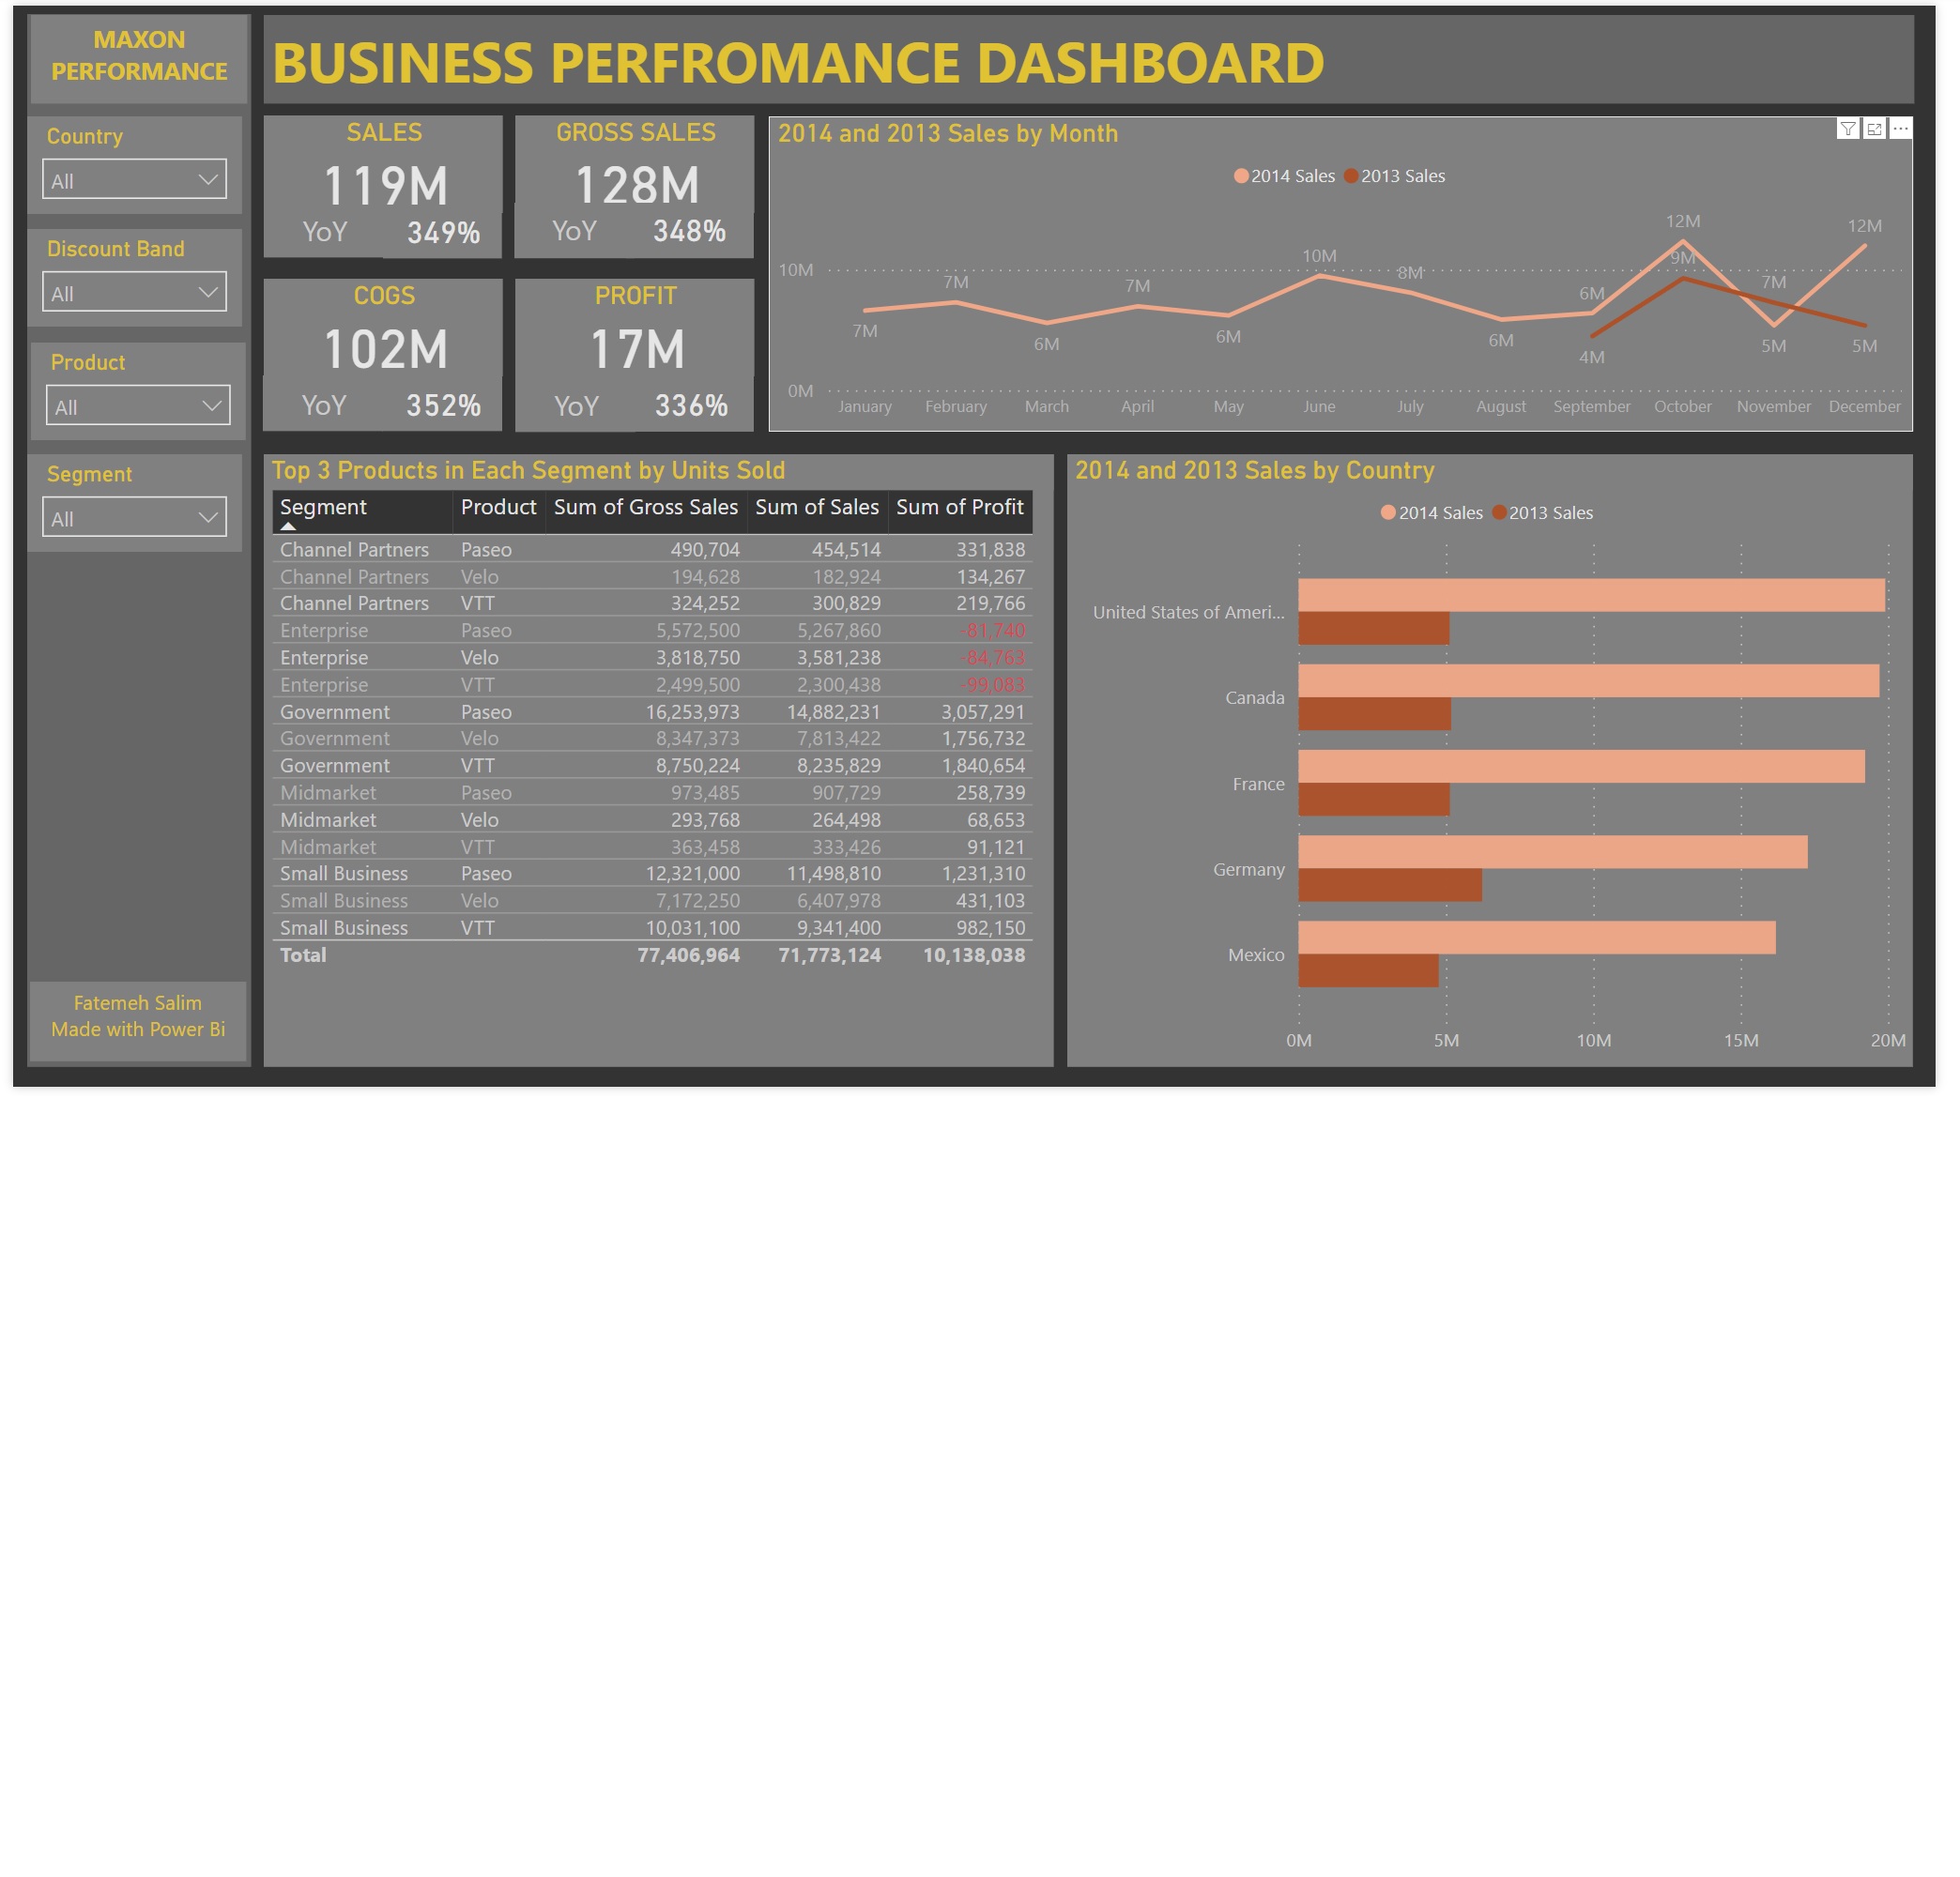 MAXON
PERFORMANCE
BUSINESS PERFROMANCE DASHBOARD
Country
All
Discount Band
All
Product
All
Segment
All
Fatemeh Salim
Made with Power Bi
SALES
119M
YoY 349%
GROSS SALES
128M
YoY 348%
COGS
102M
YoY 352%
PROFIT
17M
YoY 336%
2014 and 2013 Sales by Month
2014 Sales 2013 Sales
12M
12M
9M
10M
10M
8M
7M
7M
6M
7M
7M
6M
6M
6M
4M
5M
5M
0M
January February March April May June July August September October November December
Top 3 Products in Each Segment by Units Sold
Segment Product Sum of Gross Sales Sum of Sales Sum of Profit
Channel Partners Paseo 490,704 454,514 331,838
Channel Partners Velo 194,628 182,924 134,267
Channel Partners VTT 324,252 300,829 219,766
Enterprise Paseo 5,572,500 5,267,860 -81,740
Enterprise Velo 3,818,750 3,581,238 -84,763
Enterprise VTT 2,499,500 2,300,438 -99,083
Government Paseo 16,253,973 14,882,231 3,057,291
Government Velo 8,347,373 7,813,422 1,756,732
Government VTT 8,750,224 8,235,829 1,840,654
Midmarket Paseo 973,485 907,729 258,739
Midmarket Velo 293,768 264,498 68,653
Midmarket VTT 363,458 333,426 91,121
Small Business Paseo 12,321,000 11,498,810 1,231,310
Small Business Velo 7,172,250 6,407,978 431,103
Small Business VTT 10,031,100 9,341,400 982,150
Total 77,406,964 71,773,124 10,138,038
2014 and 2013 Sales by Country
2014 Sales 2013 Sales
United States of Ameri...
Canada
France
Germany
Mexico
0M 5M 10M 15M 20M